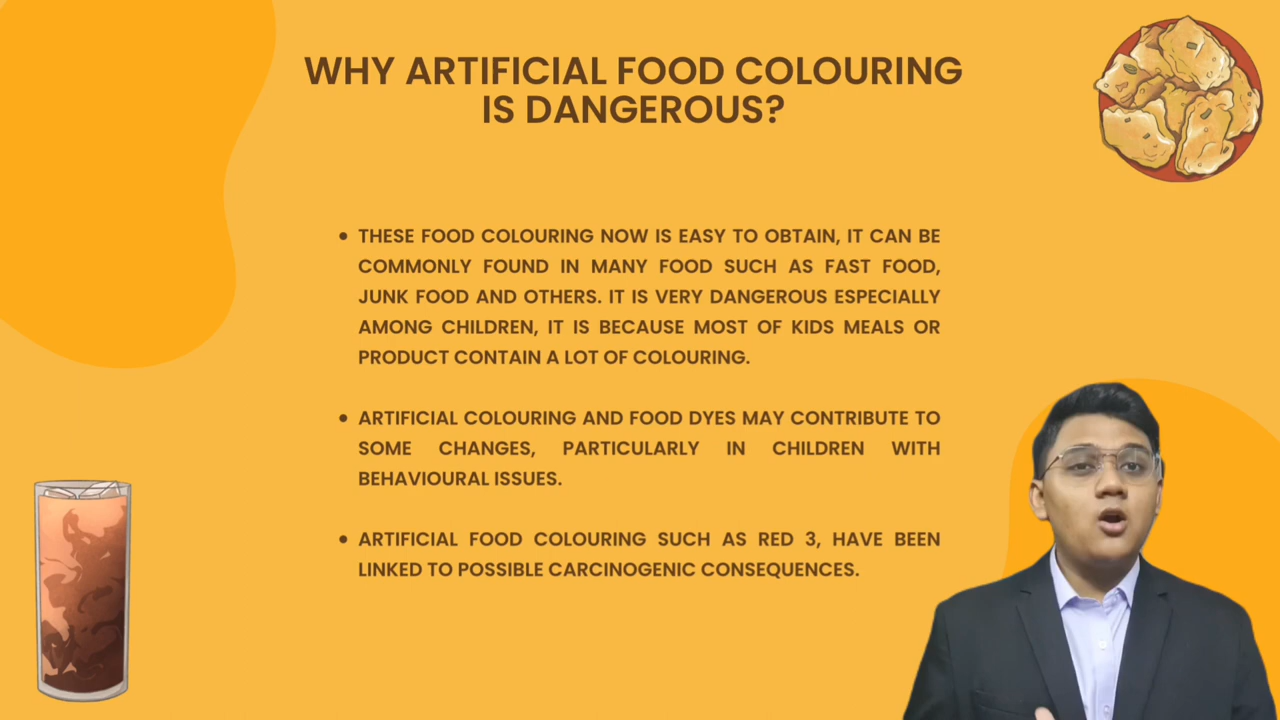 WHY ARTIFICIAL FOOD COLOURING
IS DANGEROUS?
THESE FOOD COLOURING NOW IS EASY TO OBTAIN, IT CAN BE
COMMONLY FOUND IN MANY FOOD SUCH AS FAST FOOD,
JUNK FOOD AND OTHERS. IT IS VERY DANGEROUS ESPECIALLY
AMONG CHILDREN, IT IS BECAUSE MOST OF KIDS MEALS OR
PRODUCT CONTAIN A LOT OF COLOURING.
ARTIFICIAL COLOURING AND FOOD DYES MAY CONTRIBUTE TO
SOME CHANGES, PARTICULARLY IN CHILDREN WITH
BEHAVIOURAL ISSUES.
ARTIFICIAL FOOD COLOURING SUCH AS RED 3, HAVE BEEN
LINKED TO POSSIBLE CARCINOGENIC CONSEQUENCES.